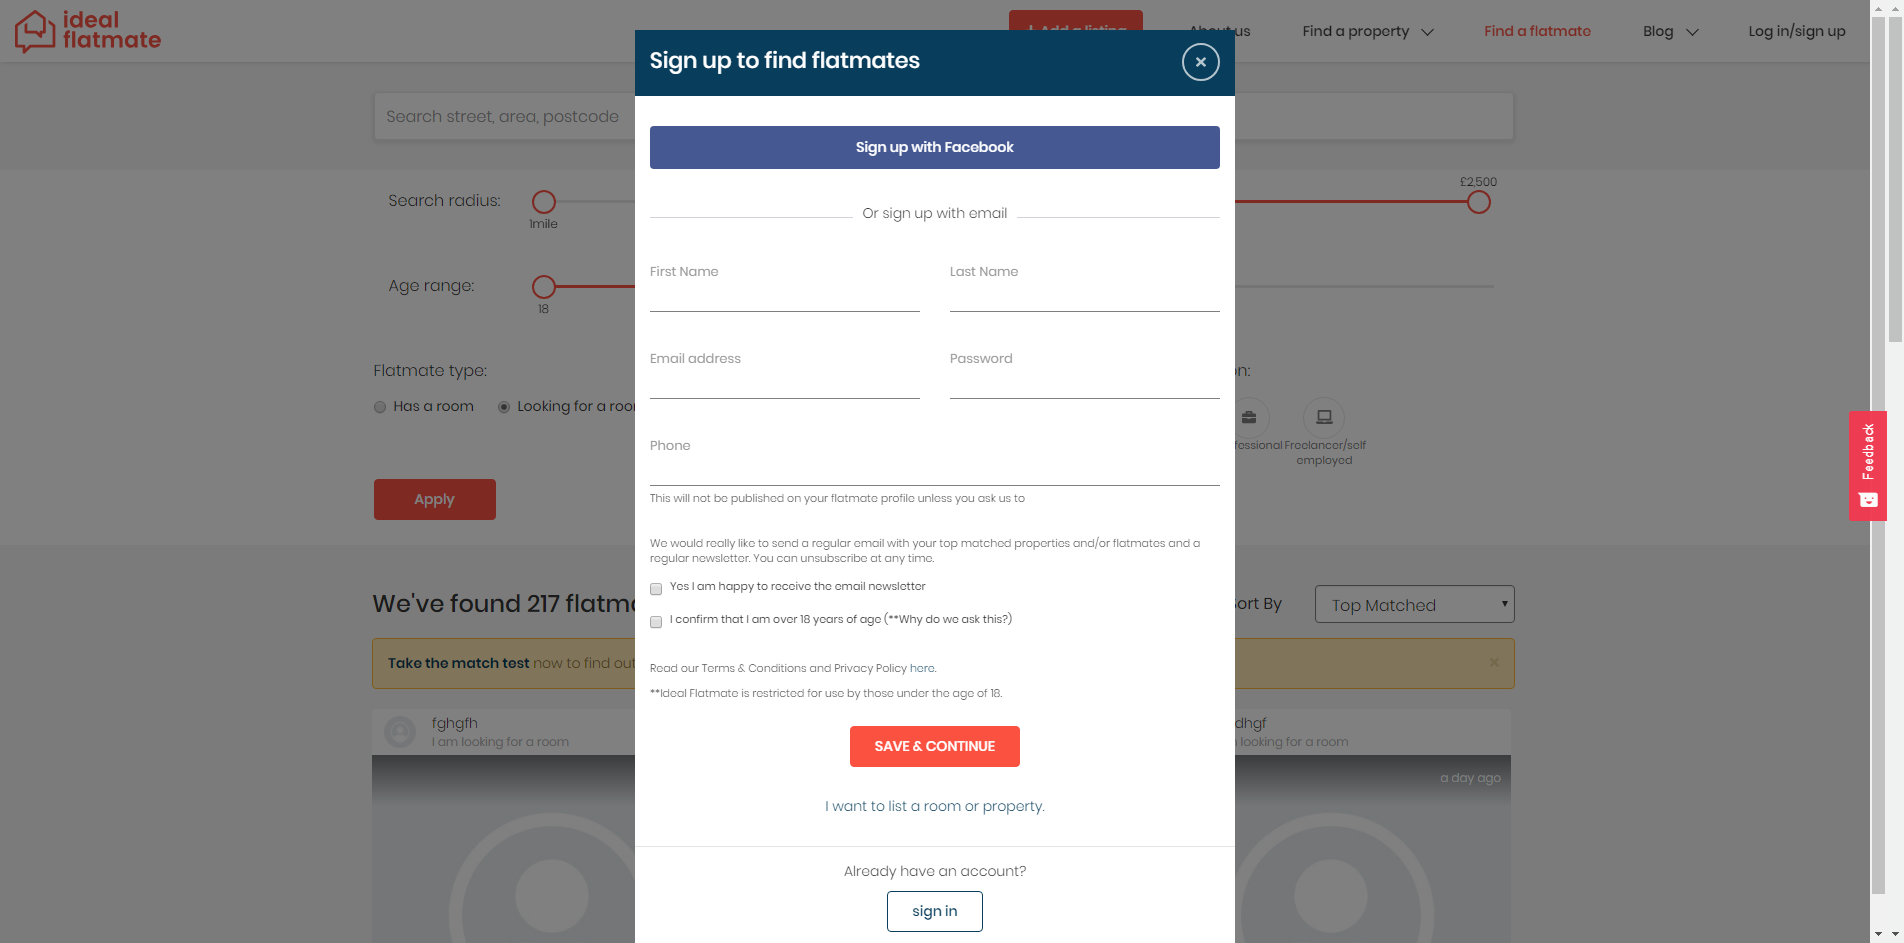 ideal
flatmate
About us
Find a property
Find a flatmate
Blog
Log in/sign up
Sign up to find flatmates
Search street, area, postcode
Sign up with Facebook
Search radius:
1mile
£2,500
Or sign up with email
Age range:
18
First Name
Last Name
Email address
Password
Flatmate type:
Has a room
Looking for a
Freelancer/self
employed
Phone
This will not be published on your flatmate profile unless you ask us to
Apply
Feedback
We would really like to send a regular email with your top matched properties and/or flatmates and a
regular newsletter. You can unsubscribe at any time.
Yes I am happy to receive the email newsletter
I confirm that I am over 18 years of age (**Why do we ask this?)
We've found 217
Sort By
Top Matched
Take the match test now to find out
Read our Terms & Conditions and Privacy Policy here.
**Ideal Flatmate is restricted for use by those under the age of 18.
fghgfh
I am looking for a room
dhgf
looking for a room
a day ago
SAVE & CONTINUE
I want to list a room or property.
Already have an account?
sign in